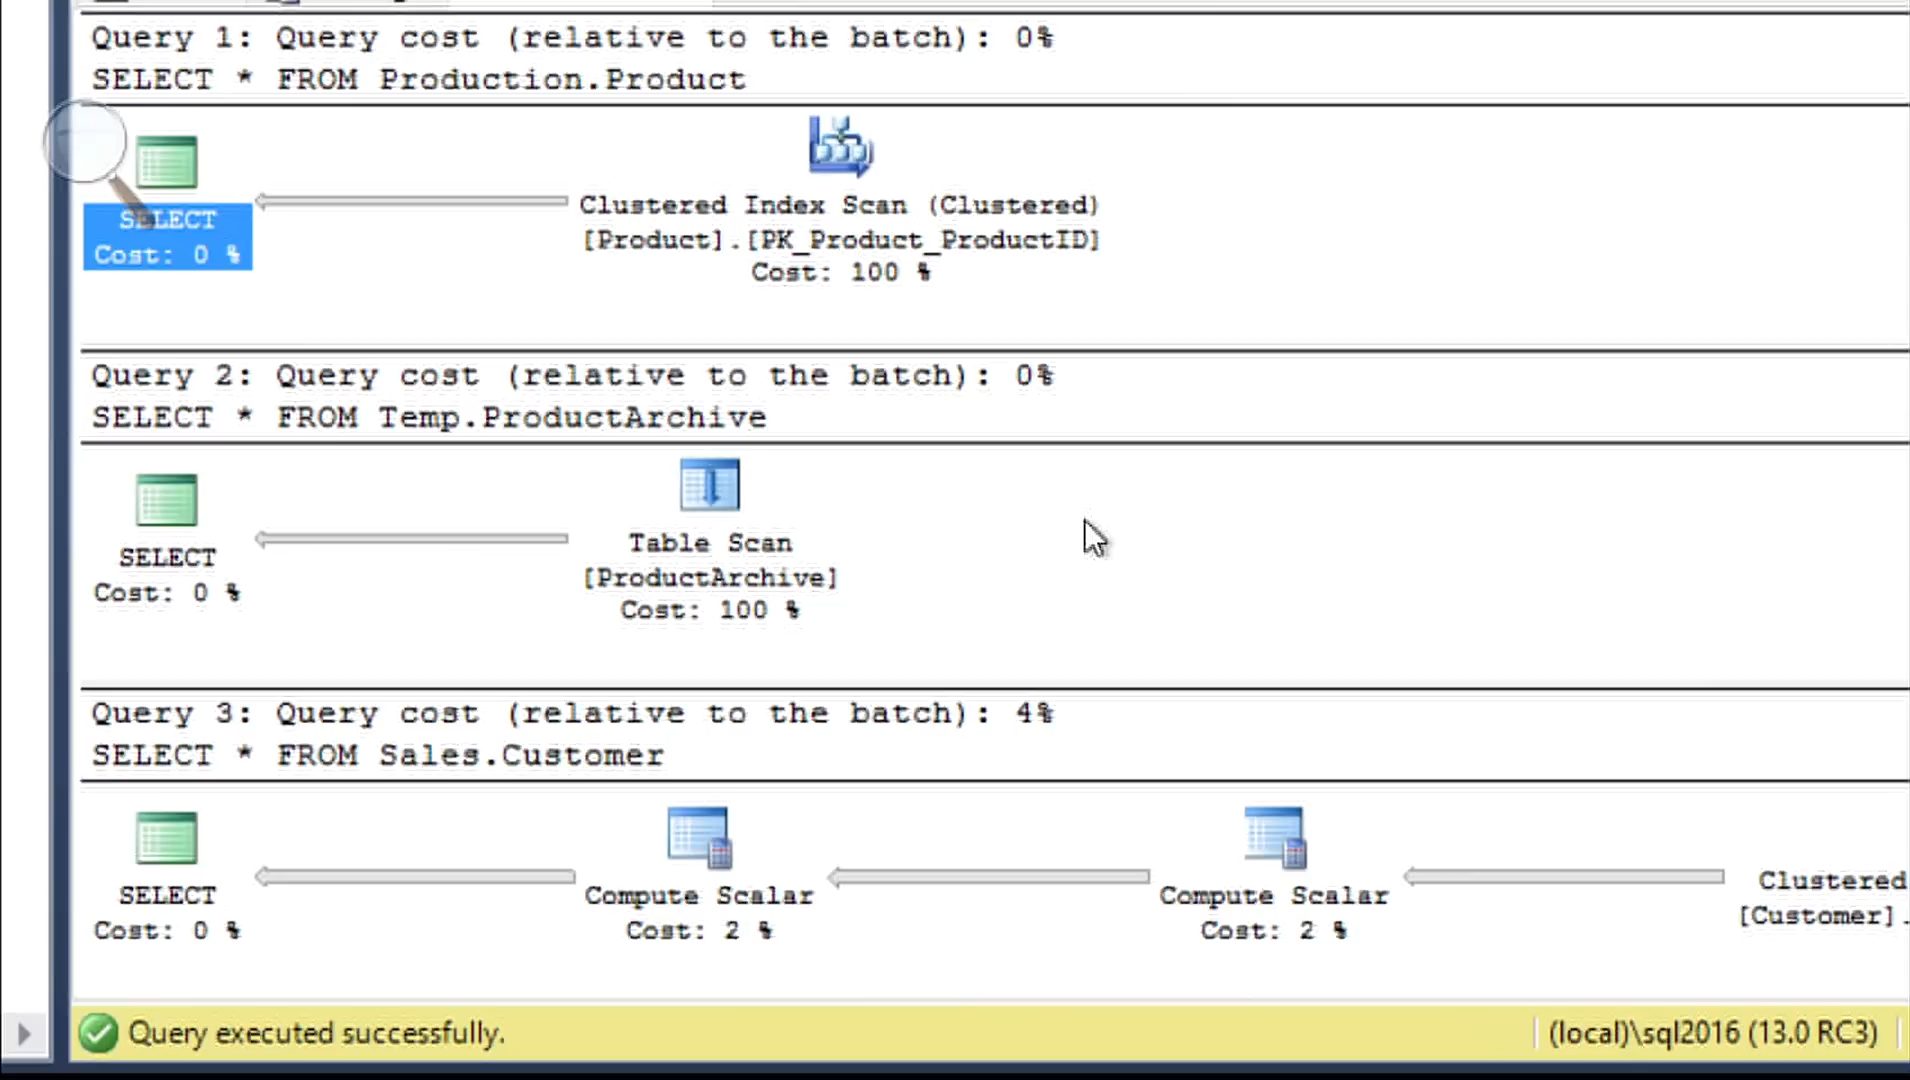 Query 1: Query cost (relative to the batch): 0%
SELECT * FROM Production.Product
SELECT
Cost: 0 %
Clustered Index Scan (Clustered)
[Product].[PK_Product_ProductID]
Cost: 100 %
Query 2: Query cost (relative to the batch): 0%
SELECT * FROM Temp.ProductArchive
SELECT
Cost: 0 %
Table Scan
[ProductArchive]
Cost: 100 %
Query 3: Query cost (relative to the batch): 4%
SELECT * FROM Sales.Customer
SELECT
Cost: 0 %
Compute Scalar
Cost: 2 %
Compute Scalar
Cost: 2 %
Clustered
[Customer].
Query executed successfully.
(local)\sql2016 (13.0 RC3)